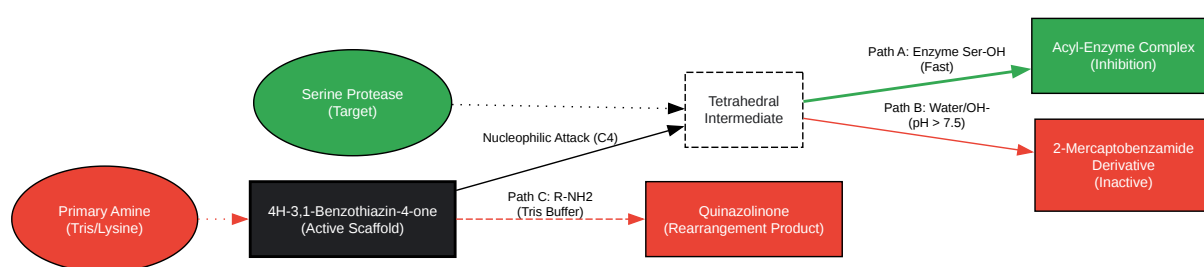 Serine Protease
(Target)
Primary Amine
(Tris/Lysine)
4H-3,1-Benzothiazin-4-one
(Active Scaffold)
Nucleophilic Attack (C4)
Path C: R-NH2
(Tris Buffer)
Tetrahedral
Intermediate
Quinazolinone
(Rearrangement Product)
Path A: Enzyme Ser-OH
(Fast)
Path B: Water/OH-
(pH > 7.5)
Acyl-Enzyme Complex
(Inhibition)
2-Mercaptobenzamide
Derivative
(Inactive)